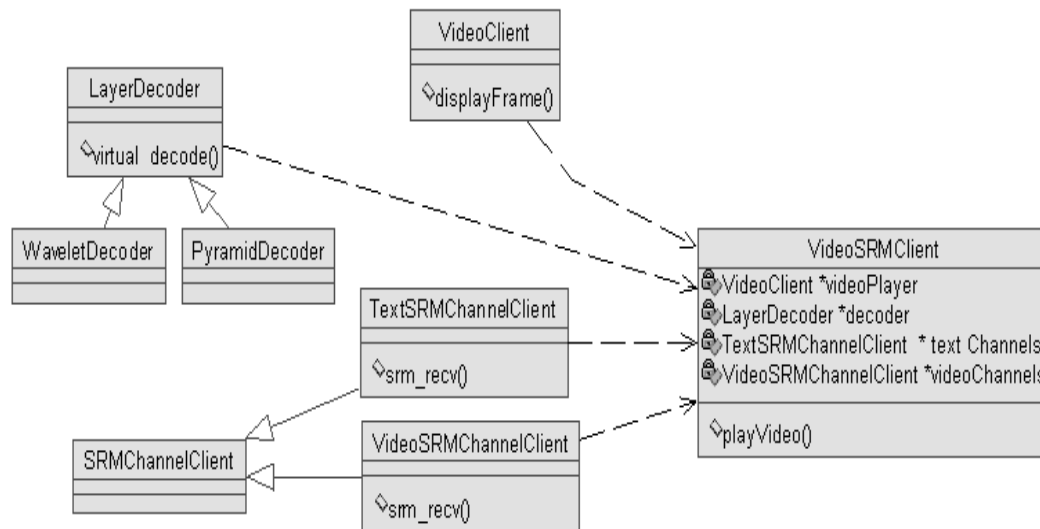 VideoClient
displayFrame()
LayerDecoder
virtual decode()
WaveletDecoder
PyramidDecoder
VideoSRMClient
VideoClient *videoPlayer
LayerDecoder *decoder
TextSRMChannelClient * text Channels
VideoSRMChannelClient *videoChannels
playVideo()
TextSRMChannelClient
srm_recv()
VideoSRMChannelClient
srm_recv()
SRMChannelClient